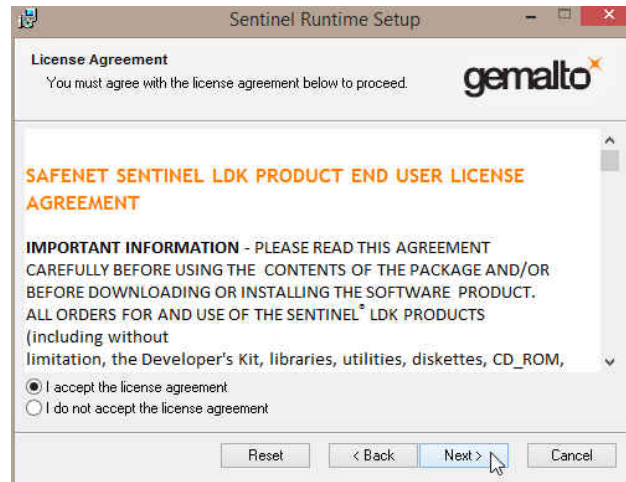 Sentinel Runtime Setup
License Agreement
You must agree with the license agreement below to proceed.
gemalto
SAFENET SENTINEL LDK PRODUCT END USER LICENSE
AGREEMENT
IMPORTANT INFORMATION - PLEASE READ THIS AGREEMENT
CAREFULLY BEFORE USING THE CONTENTS OF THE PACKAGE AND/OR
BEFORE DOWNLOADING OR INSTALLING THE SOFTWARE PRODUCT.
ALL ORDERS FOR AND USE OF THE SENTINEL® LDK PRODUCTS
(including without
limitation, the Developer's Kit, libraries, utilities, diskettes, CD_ROM,
I accept the license agreement
I do not accept the license agreement
Reset
< Back
Next >
Cancel